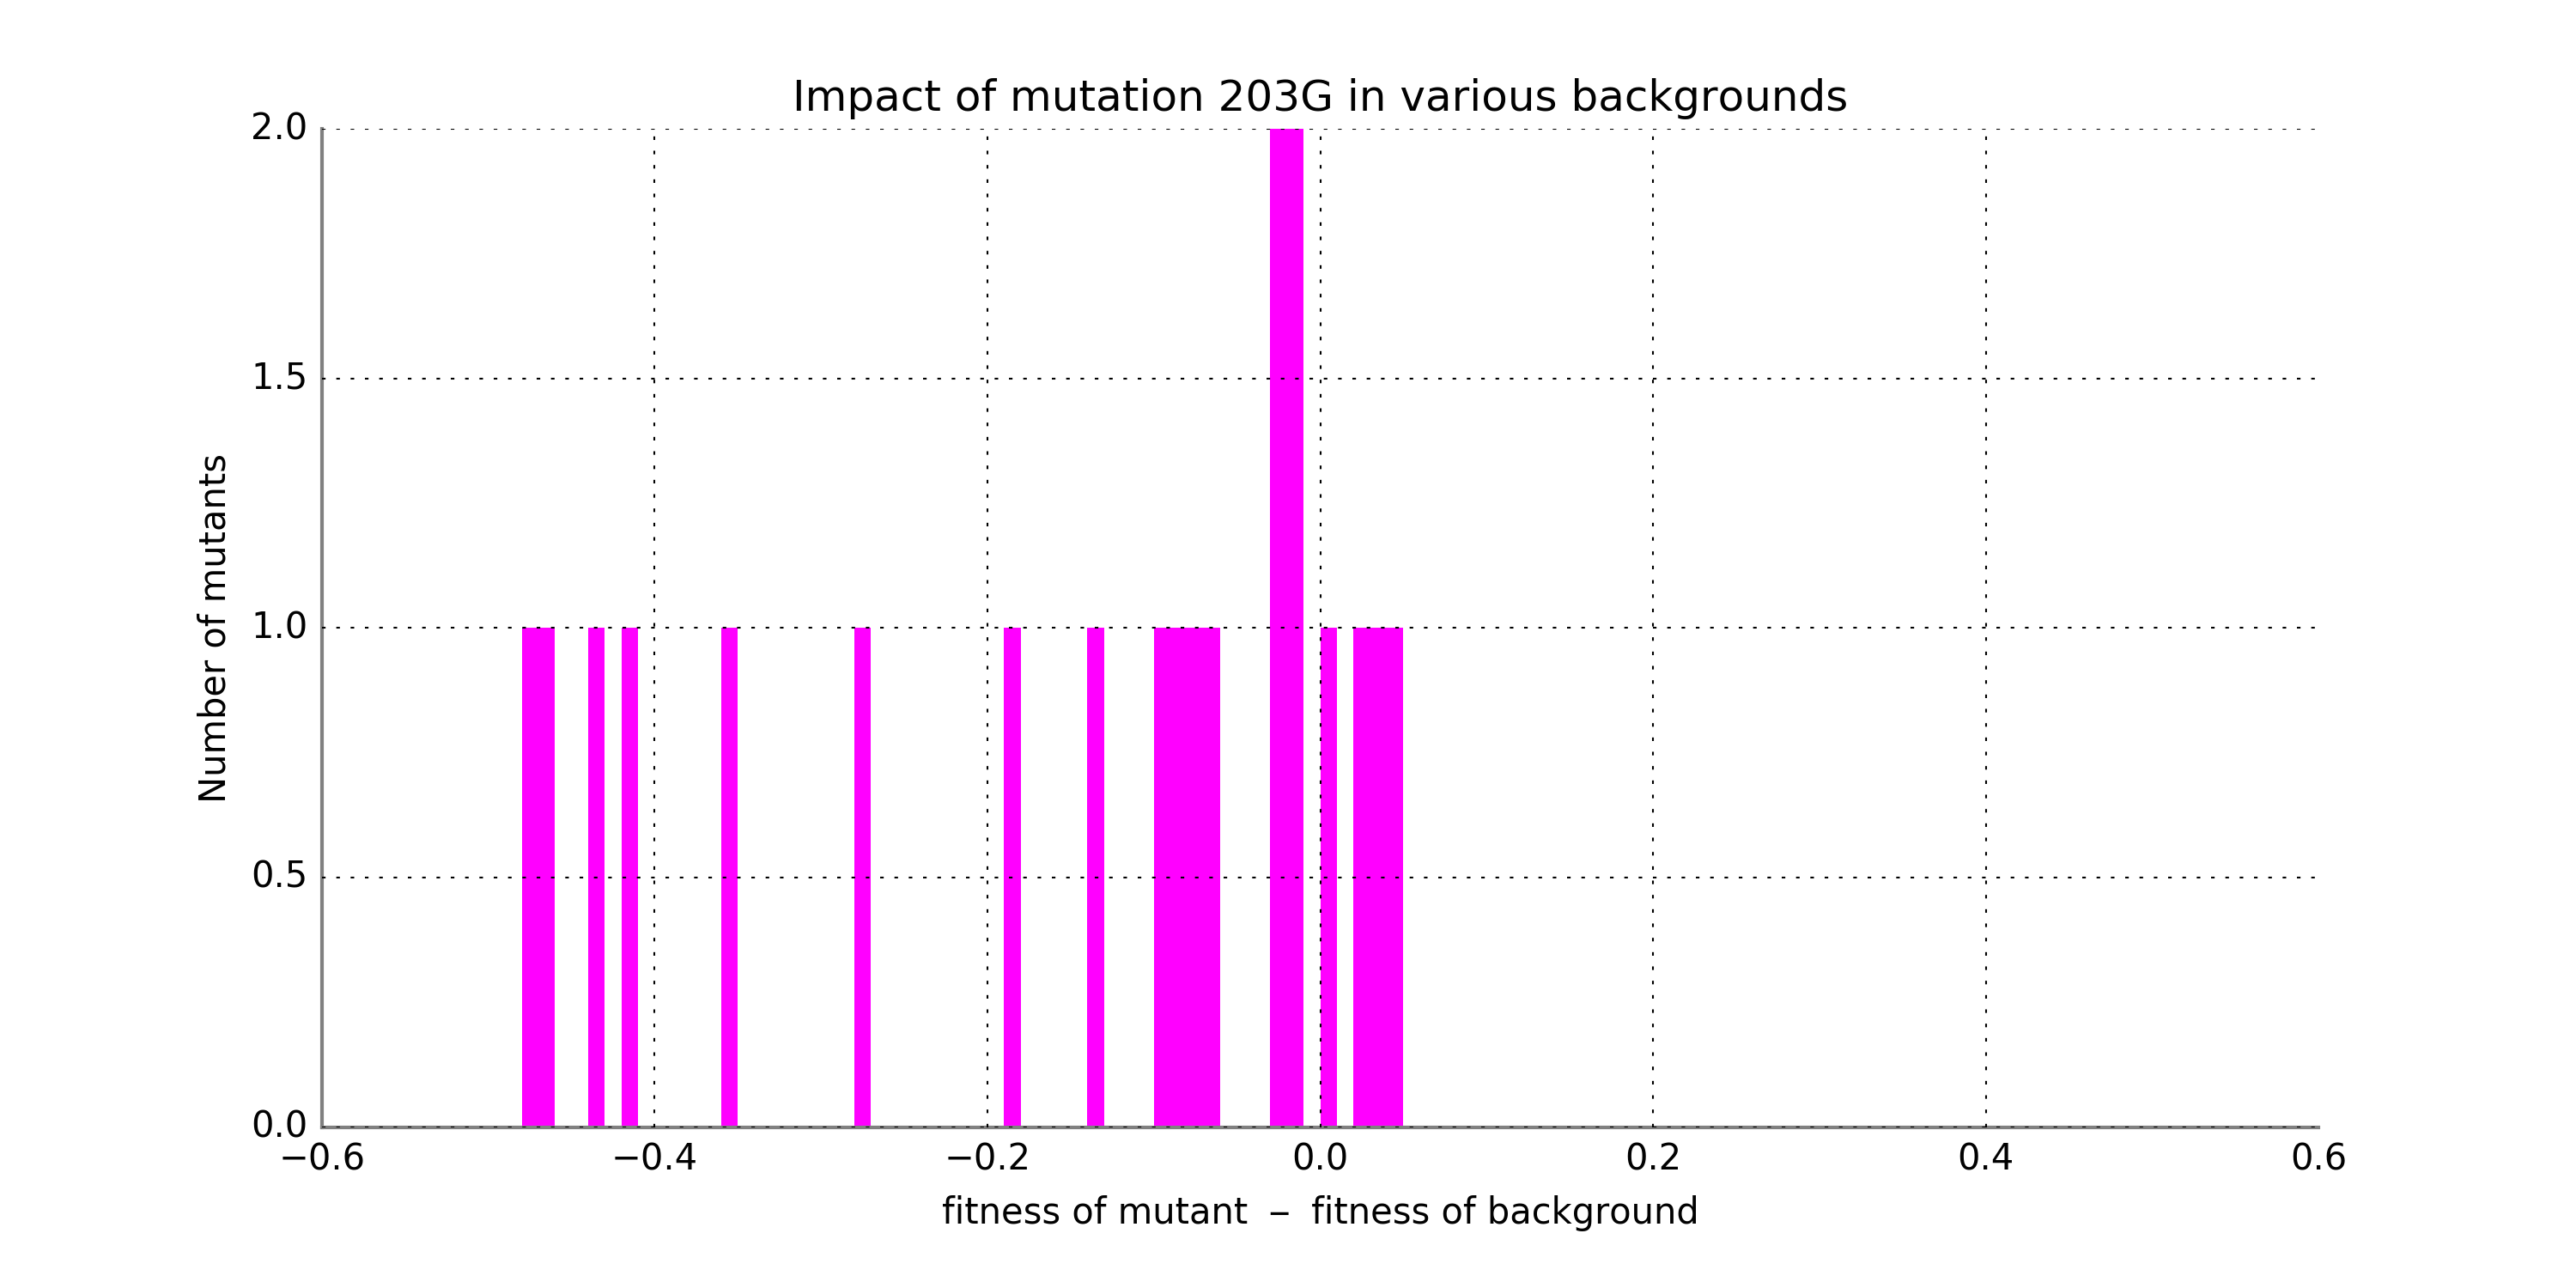 Impact of mutation 203G in various backgrounds
2.0
1.5
1.0
0.5
0.0
Number of mutants
−0.6 −0.4 −0.2 0.0 0.2 0.4 0.6
fitness of mutant − fitness of background